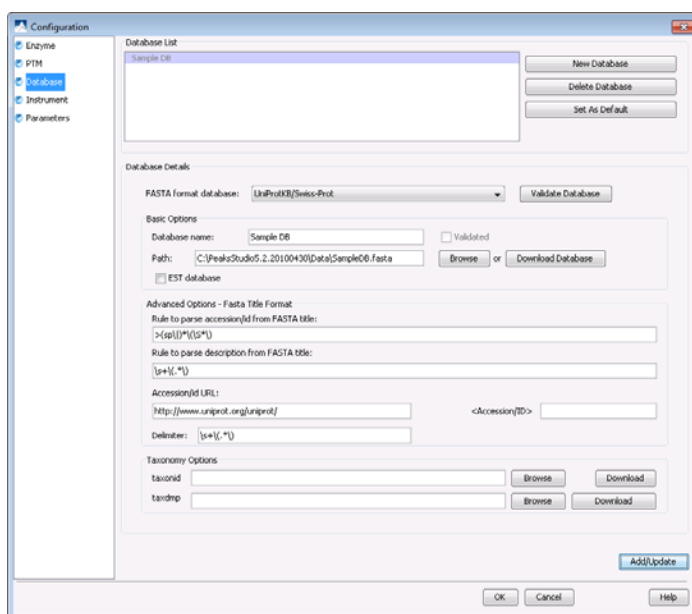 Configuration
Enzyme
PTM
Database
Instrument
Parameters
Database List
Sample DB
New Database
Delete Database
Set As Default
Database Details
FASTA format database: UniProtKB/Swiss-Prot Validate Database
Basic Options
Database name: Sample DB Validated
Path: C:\PeaksStudio5.2.20100430\Data\SampleDB.fasta Browse or Download Database
EST database
Advanced Options - Fasta Title Format
Rule to parse accession/id from FASTA title:
>(sp\|)*\(\S*\)
Rule to parse description from FASTA title:
\s+\(.*\)
Accession/id URL:
http://www.uniprot.org/uniprot/ <Accession/ID>
Delimiter: \s+\(.*\)
Taxonomy Options
taxonid Browse Download
taxdmp Browse Download
Add/Update
OK Cancel Help